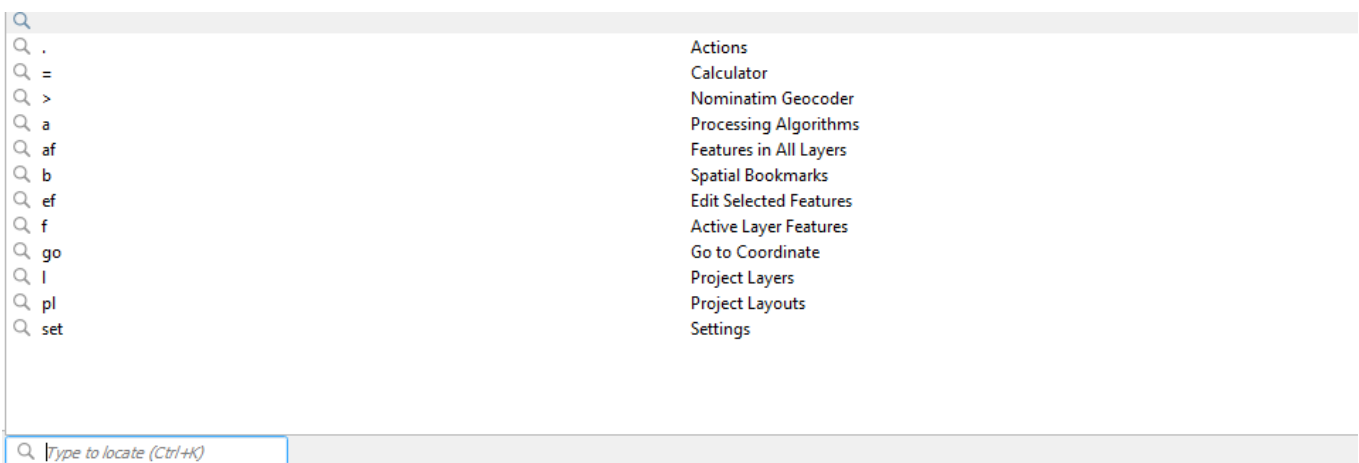 . Actions
= Calculator
> Nominatim Geocoder
a Processing Algorithms
af Features in All Layers
b Spatial Bookmarks
ef Edit Selected Features
f Active Layer Features
go Go to Coordinate
l Project Layers
pl Project Layouts
set Settings
Type to locate (Ctrl+K)